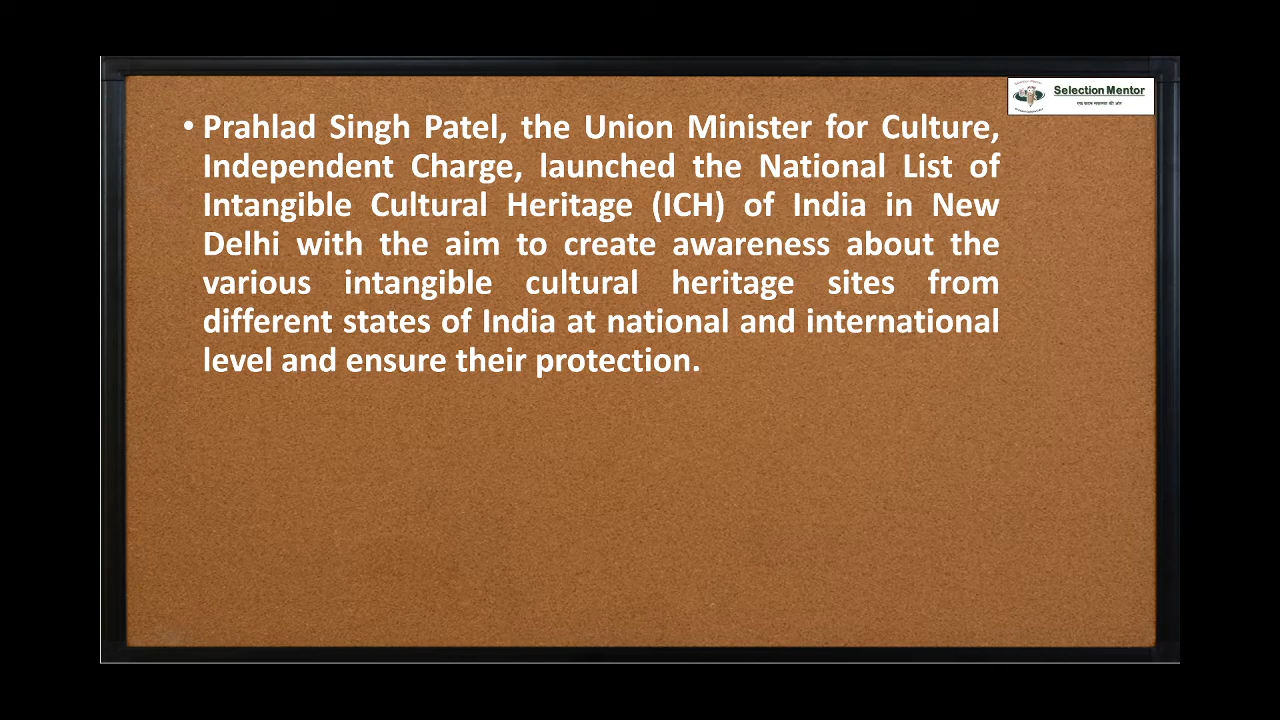 Selection Mentor
• Prahlad Singh Patel, the Union Minister for Culture,
Independent Charge, launched the National List of
Intangible Cultural Heritage (ICH) of India in New
Delhi with the aim to create awareness about the
various intangible cultural heritage sites from
different states of India at national and international
level and ensure their protection.